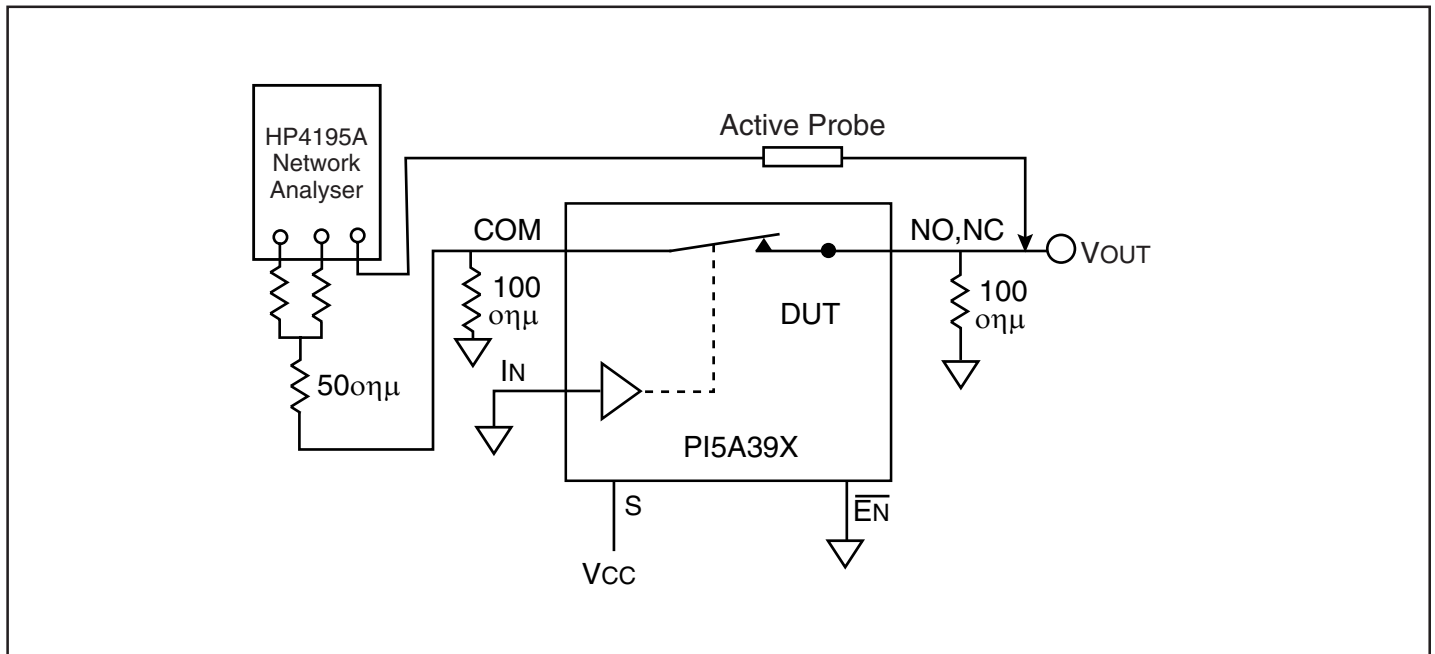 HP4195A
Network
Analyser
Active Probe
COM
NO,NC
VOUT
100
οημ
DUT
100
οημ
50οημ
IN
PI5A39X
S
EN
VCC